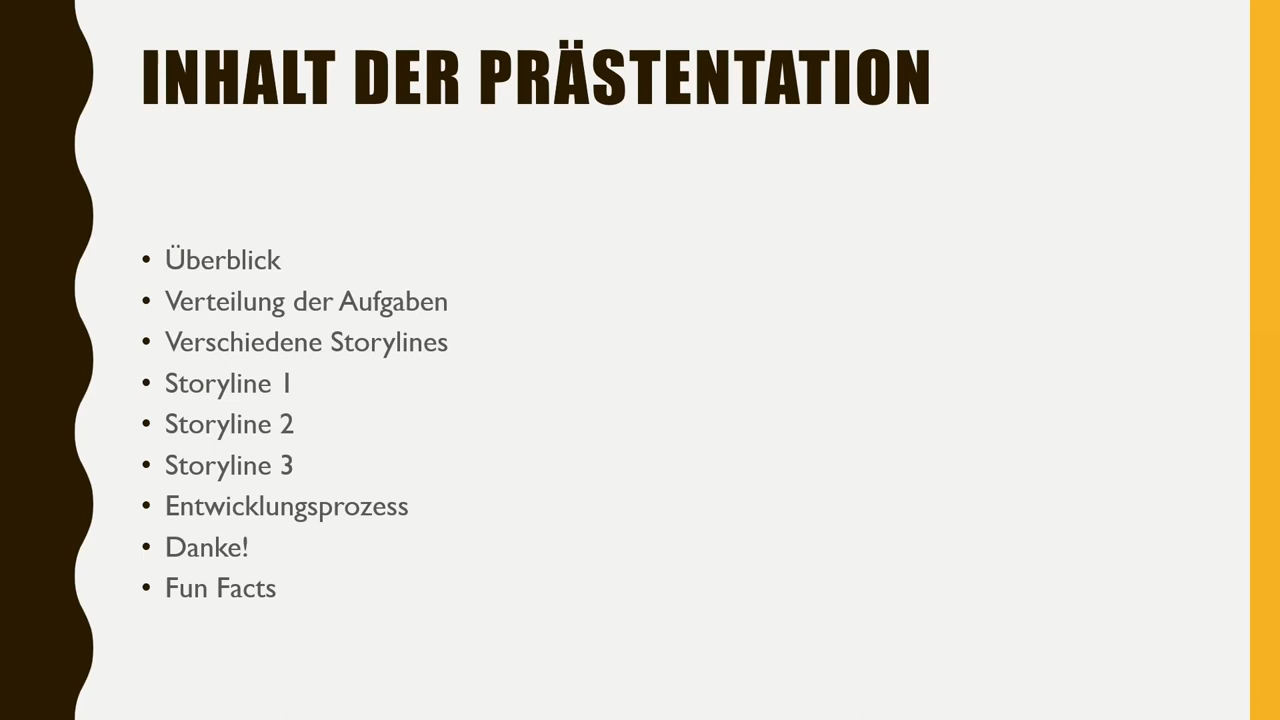 INHALT DER PRÄSTENTATION
• Überblick
• Verteilung der Aufgaben
• Verschiedene Storylines
• Storyline 1
• Storyline 2
• Storyline 3
• Entwicklungsprozess
• Danke!
• Fun Facts